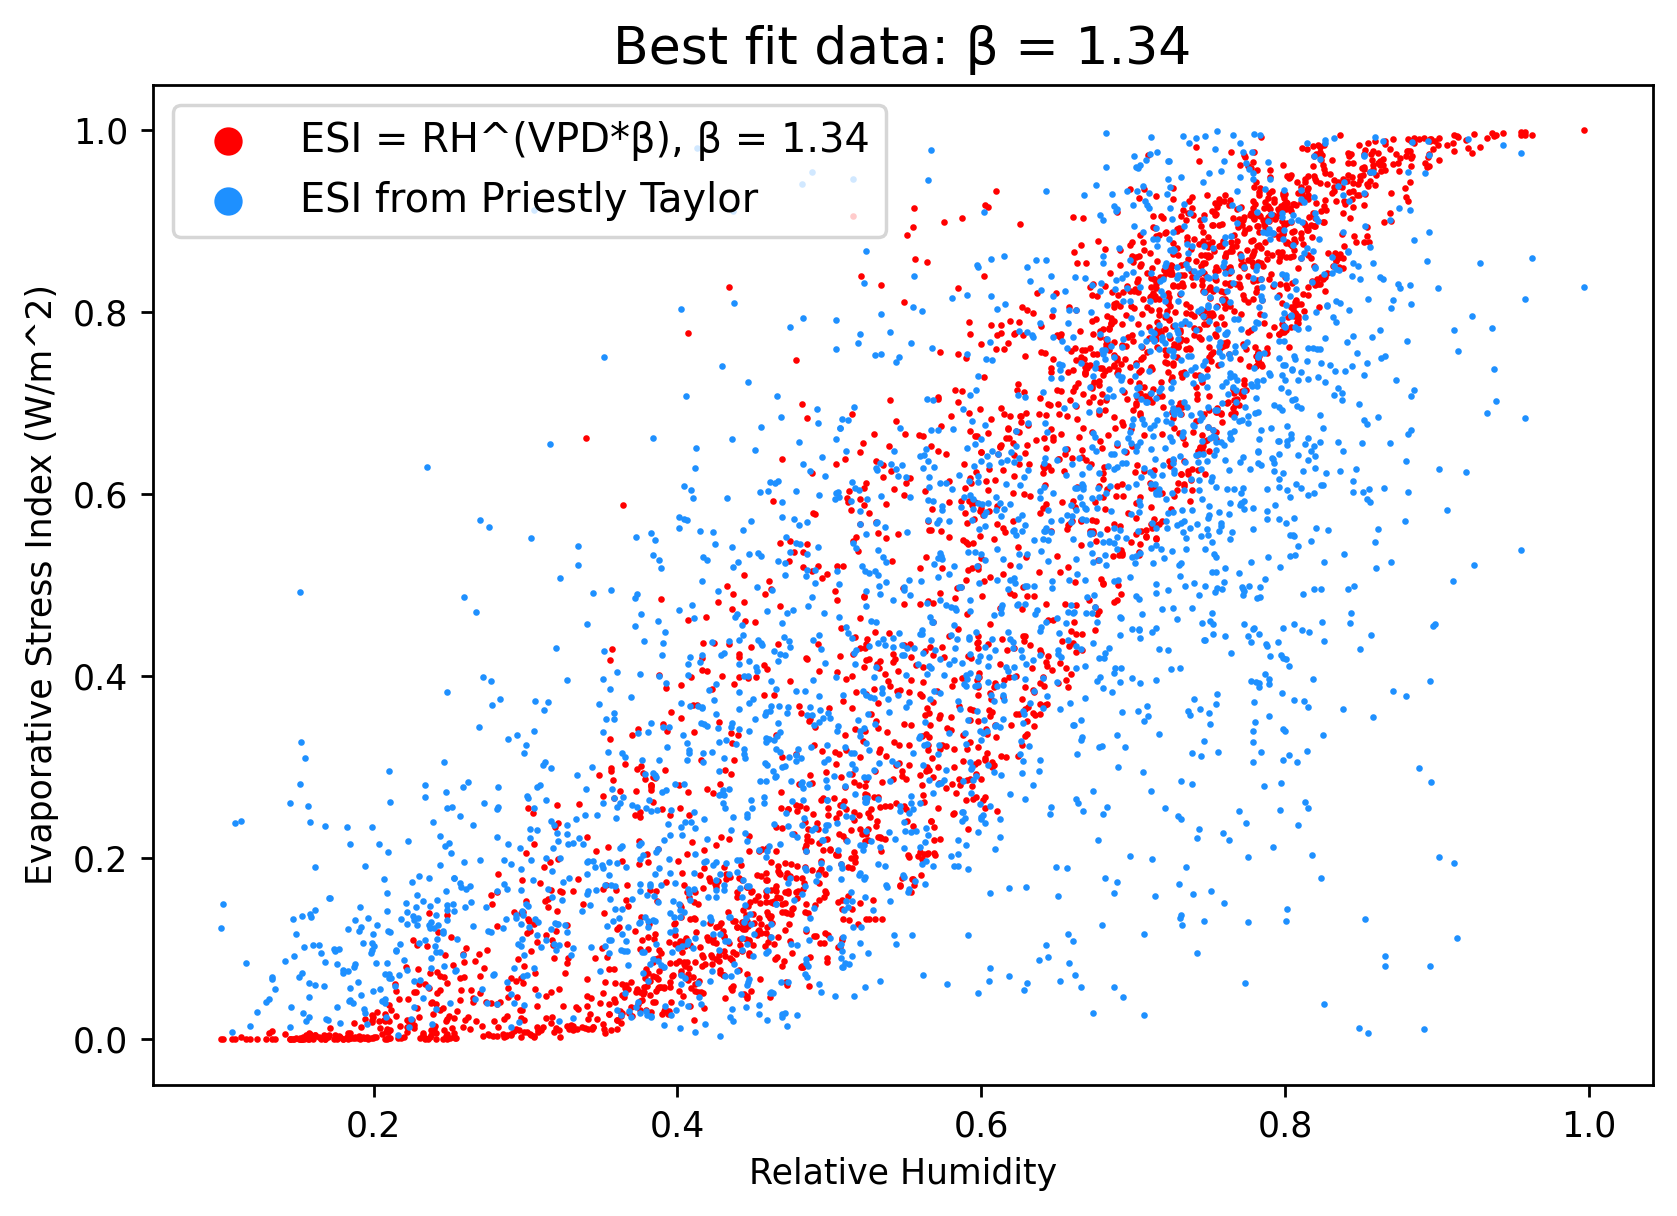 Best fit data: β = 1.34
ESI = RH^(VPD*β), β = 1.34
ESI from Priestly Taylor
Evaporative Stress Index (W/m^2)
1.0
0.8
0.6
0.4
0.2
0.0
0.2 0.4 0.6 0.8 1.0
Relative Humidity